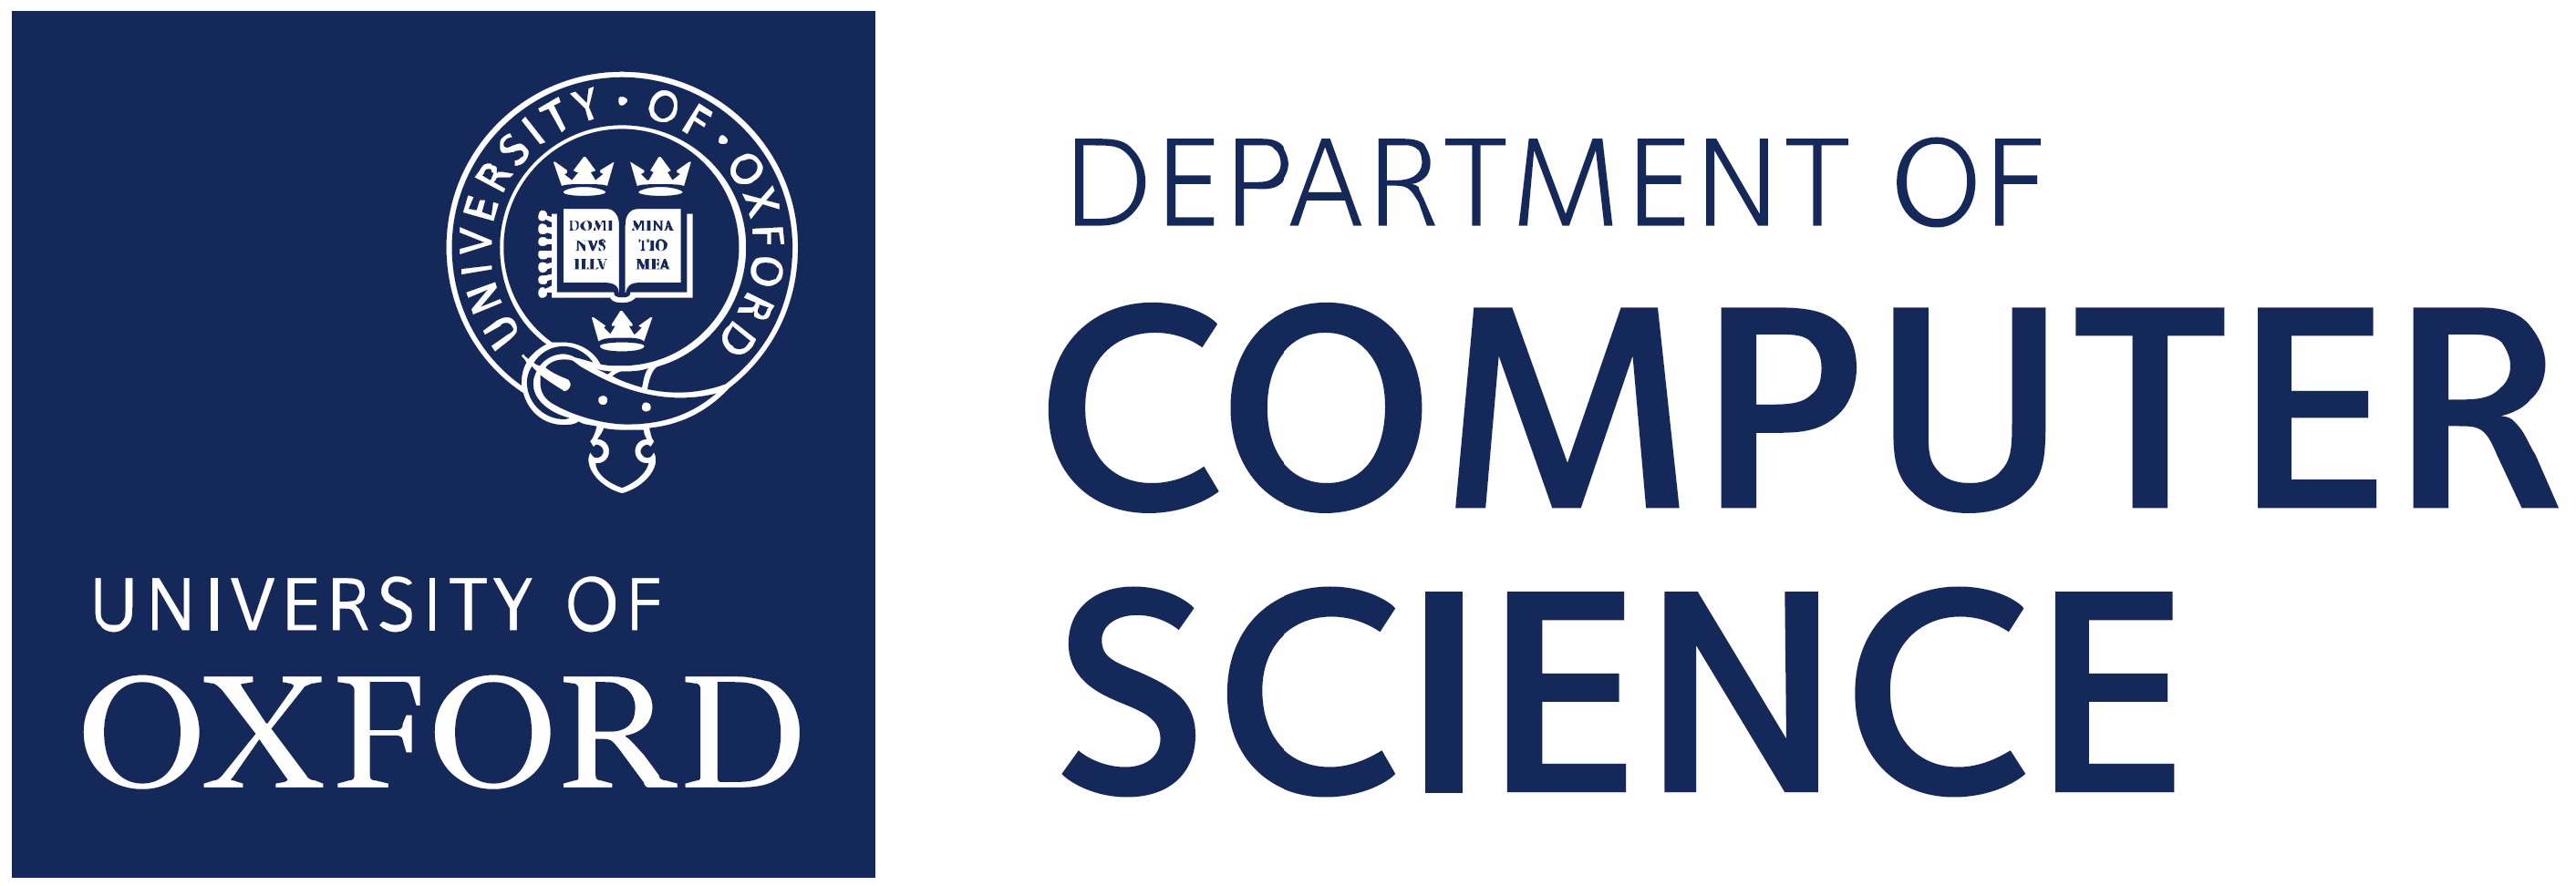 UNIVERSITY · OF · OXFORD
DOMI
NVS
ILLV
MINA
TIO
MEA
UNIVERSITY OF
OXFORD
DEPARTMENT OF
COMPUTER
SCIENCE